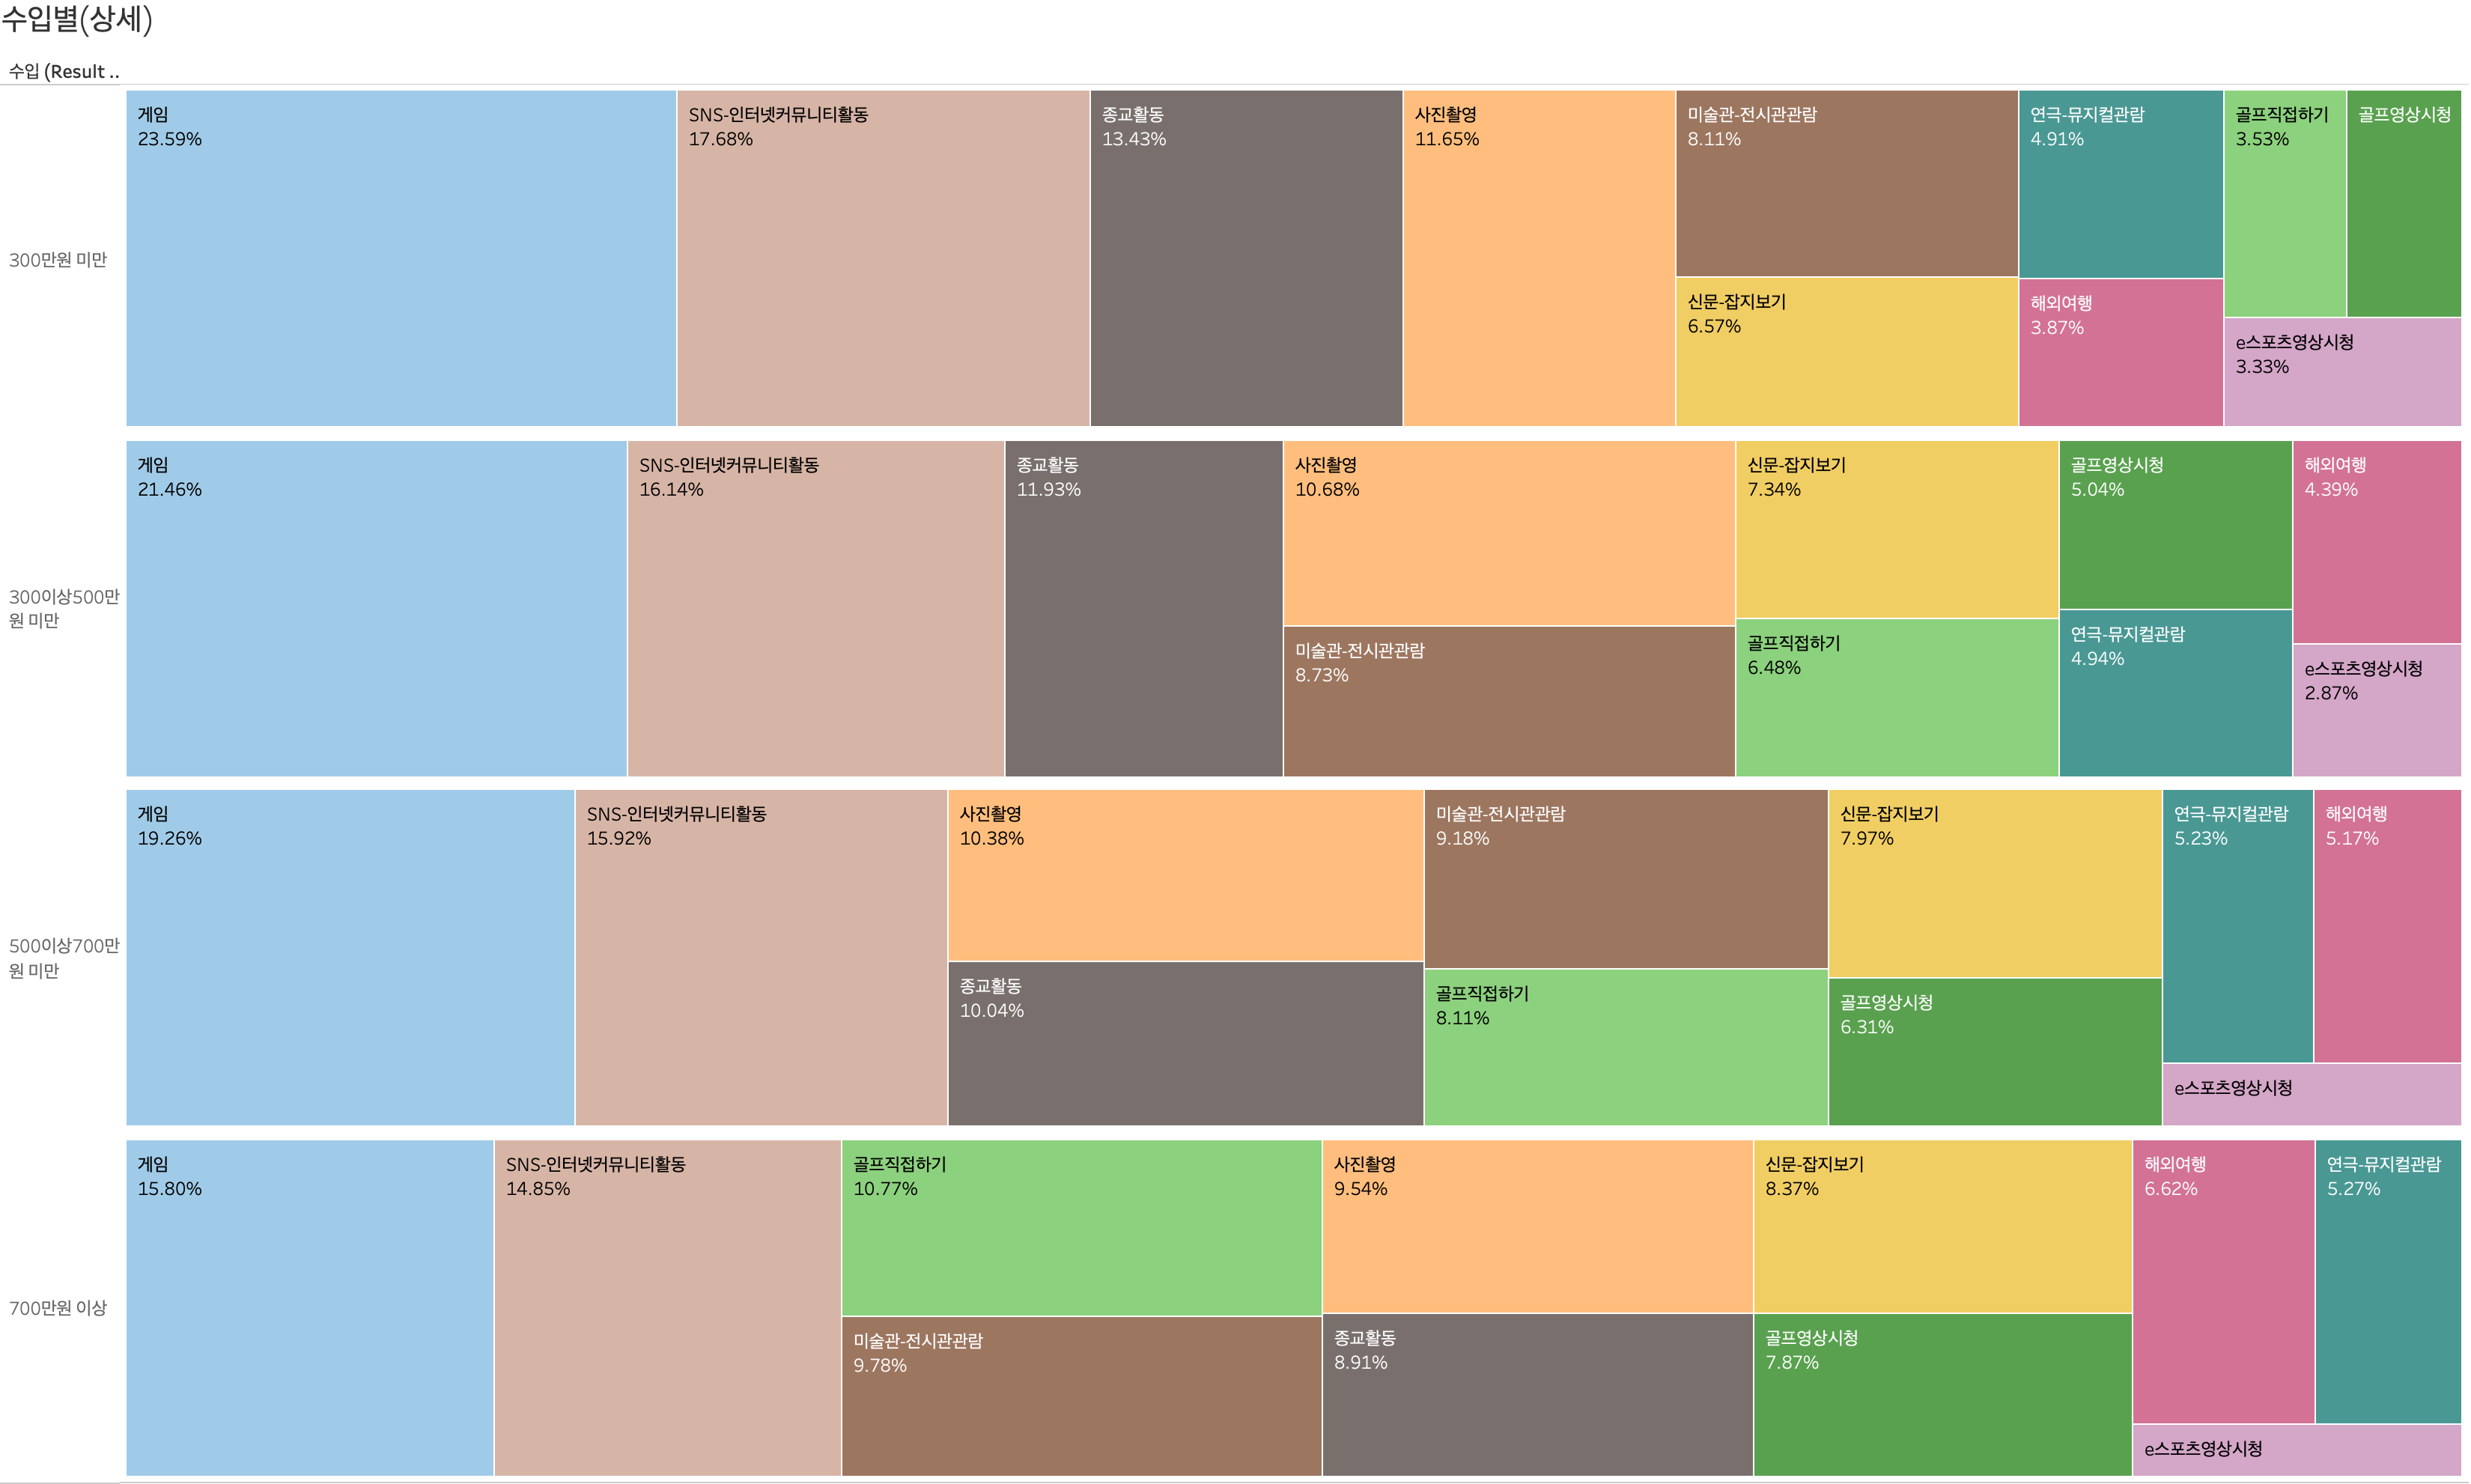 수입별(상세)
수입 (Result ..
300만원 미만
게임
23.59%
SNS-인터넷커뮤니티활동
17.68%
종교활동
13.43%
사진촬영
11.65%
미술관-전시관관람
8.11%
신문-잡지보기
6.57%
연극-뮤지컬관람
4.91%
해외여행
3.87%
골프직접하기
3.53%
골프영상시청
e스포츠영상시청
3.33%
300이상500만
원 미만
게임
21.46%
SNS-인터넷커뮤니티활동
16.14%
종교활동
11.93%
사진촬영
10.68%
미술관-전시관관람
8.73%
신문-잡지보기
7.34%
골프직접하기
6.48%
골프영상시청
5.04%
연극-뮤지컬관람
4.94%
해외여행
4.39%
e스포츠영상시청
2.87%
500이상700만
원 미만
게임
19.26%
SNS-인터넷커뮤니티활동
15.92%
사진촬영
10.38%
종교활동
10.04%
미술관-전시관관람
9.18%
골프직접하기
8.11%
신문-잡지보기
7.97%
골프영상시청
6.31%
연극-뮤지컬관람
5.23%
해외여행
5.17%
e스포츠영상시청
700만원 이상
게임
15.80%
SNS-인터넷커뮤니티활동
14.85%
골프직접하기
10.77%
미술관-전시관관람
9.78%
사진촬영
9.54%
종교활동
8.91%
신문-잡지보기
8.37%
골프영상시청
7.87%
해외여행
6.62%
연극-뮤지컬관람
5.27%
e스포츠영상시청